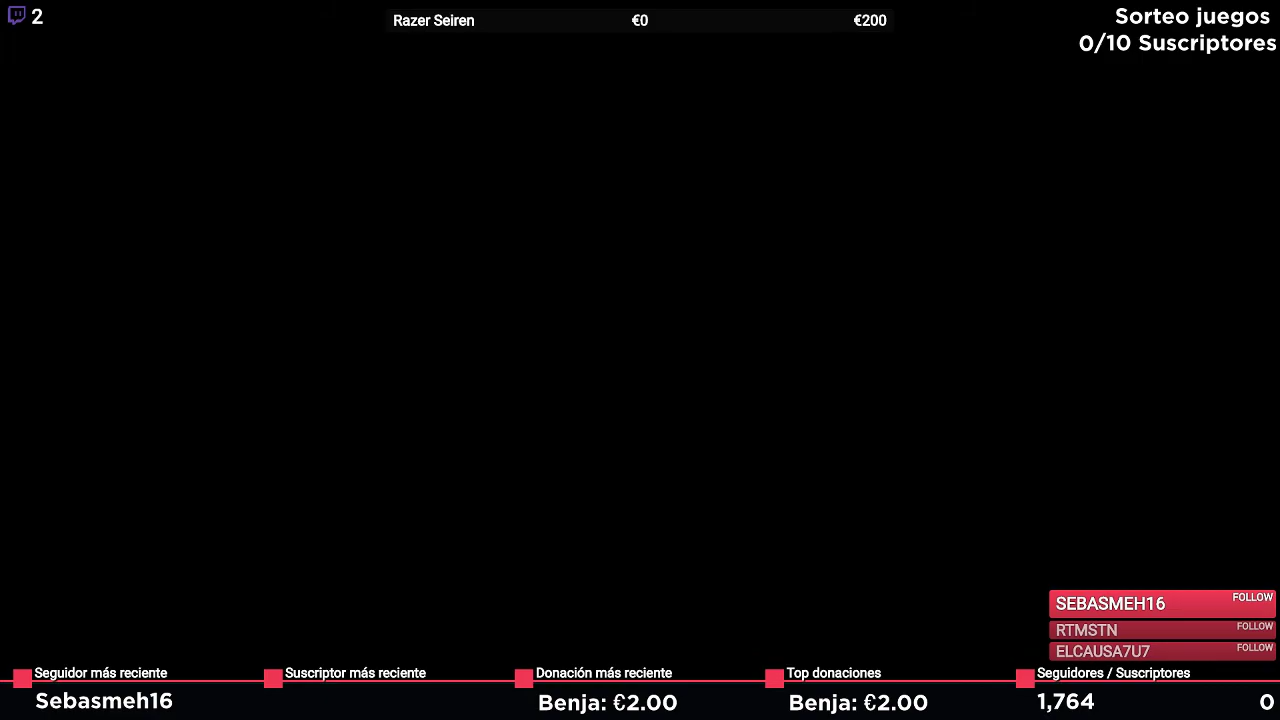 2
Razer Seiren €0 €200
Sorteo juegos
0/10 Suscriptores
SEBASMEH16 FOLLOW
RTMSTN FOLLOW
ELCAUSA7U7 FOLLOW
Seguidor más reciente
Sebasmeh16
Suscriptor más reciente
Donación más reciente
Benja: €2.00
Top donaciones
Benja: €2.00
Seguidores / Suscriptores
1,764 0